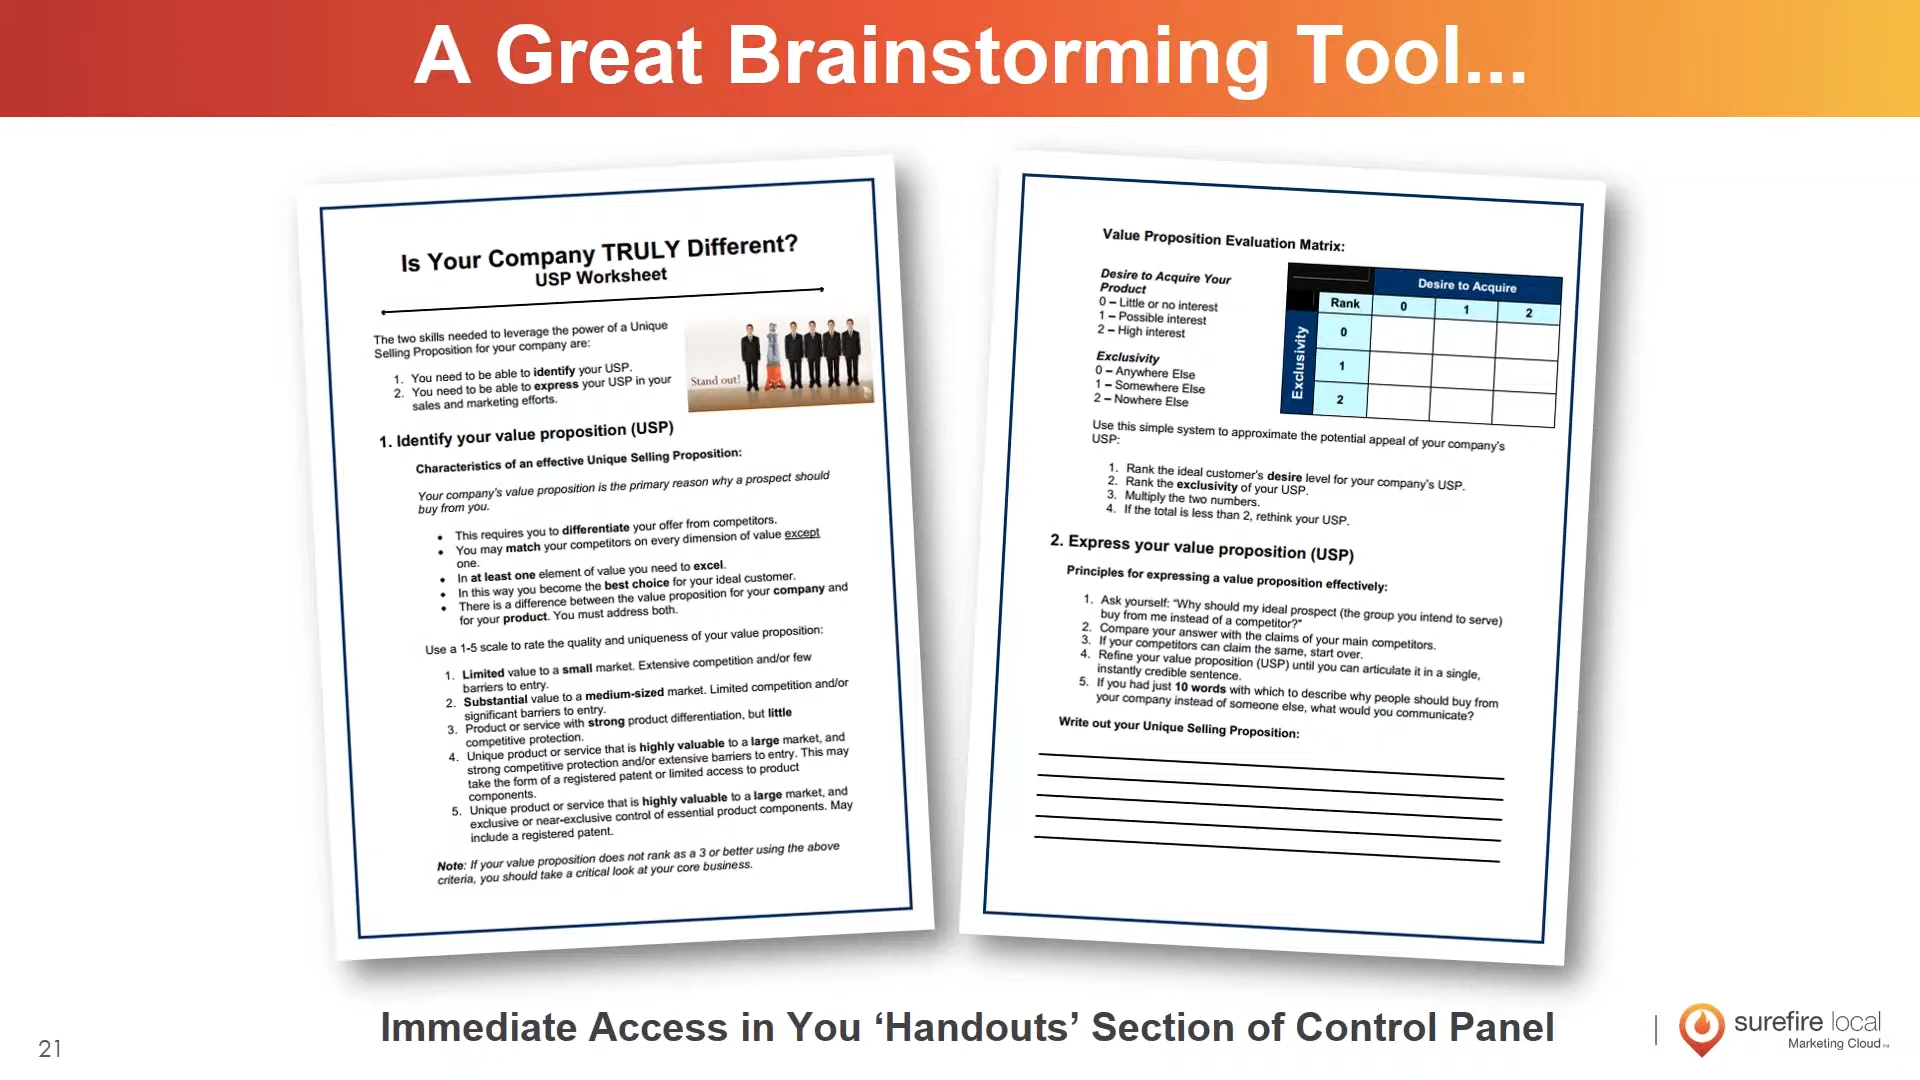 A Great Brainstorming Tool...
Is Your Company TRULY Different?
USP Worksheet
The two skills needed to leverage the power of a Unique
Selling Proposition for your company are:
1. You need to be able to identify your USP.
2. You need to be able to express your USP in your
sales and marketing efforts.
Stand out!
1. Identify your value proposition (USP)
Characteristics of an effective Unique Selling Proposition:
Your company's value proposition is the primary reason why a prospect should
buy from you.
• This requires you to differentiate your offer from competitors.
• You may match your competitors on every dimension of value except
one.
• In at least one element of value you need to excel.
• In this way you become the best choice for your ideal customer.
• There is a difference between the value proposition for your company and
for your product. You must address both.
Use a 1-5 scale to rate the quality and uniqueness of your value proposition:
1. Limited value to a small market. Extensive competition and/or few
barriers to entry.
2. Substantial value to a medium-sized market. Limited competition and/or
significant barriers to entry.
3. Product or service with strong product differentiation, but little
competitive protection.
4. Unique product or service that is highly valuable to a large market, and
strong competitive protection and/or extensive barriers to entry. This may
take the form of a registered patent or limited access to product
components.
5. Unique product or service that is highly valuable to a large market, and
exclusive or near-exclusive control of essential product components. May
include a registered patent.
Note: If your value proposition does not rank as a 3 or better using the above
criteria, you should take a critical look at your core business.
Value Proposition Evaluation Matrix:
Desire to Acquire Your
Product
0 – Little or no interest
1 – Possible interest
2 – High interest
Exclusivity
0 – Anywhere Else
1 – Somewhere Else
2 – Nowhere Else
Desire to Acquire
Rank 0 1 2
Exclusivity
0
1
2
Use this simple system to approximate the potential appeal of your company's
USP:
1. Rank the ideal customer's desire level for your company's USP.
2. Rank the exclusivity of your USP.
3. Multiply the two numbers.
4. If the total is less than 2, rethink your USP.
2. Express your value proposition (USP)
Principles for expressing a value proposition effectively:
1. Ask yourself: "Why should my ideal prospect (the group you intend to serve)
buy from me instead of a competitor?"
2. Compare your answer with the claims of your main competitors.
3. If your competitors can claim the same, start over.
4. Refine your value proposition (USP) until you can articulate it in a single,
instantly credible sentence.
5. If you had just 10 words with which to describe why people should buy from
your company instead of someone else, what would you communicate?
Write out your Unique Selling Proposition:
Immediate Access in You ‘Handouts’ Section of Control Panel
21
surefire local
Marketing Cloud™